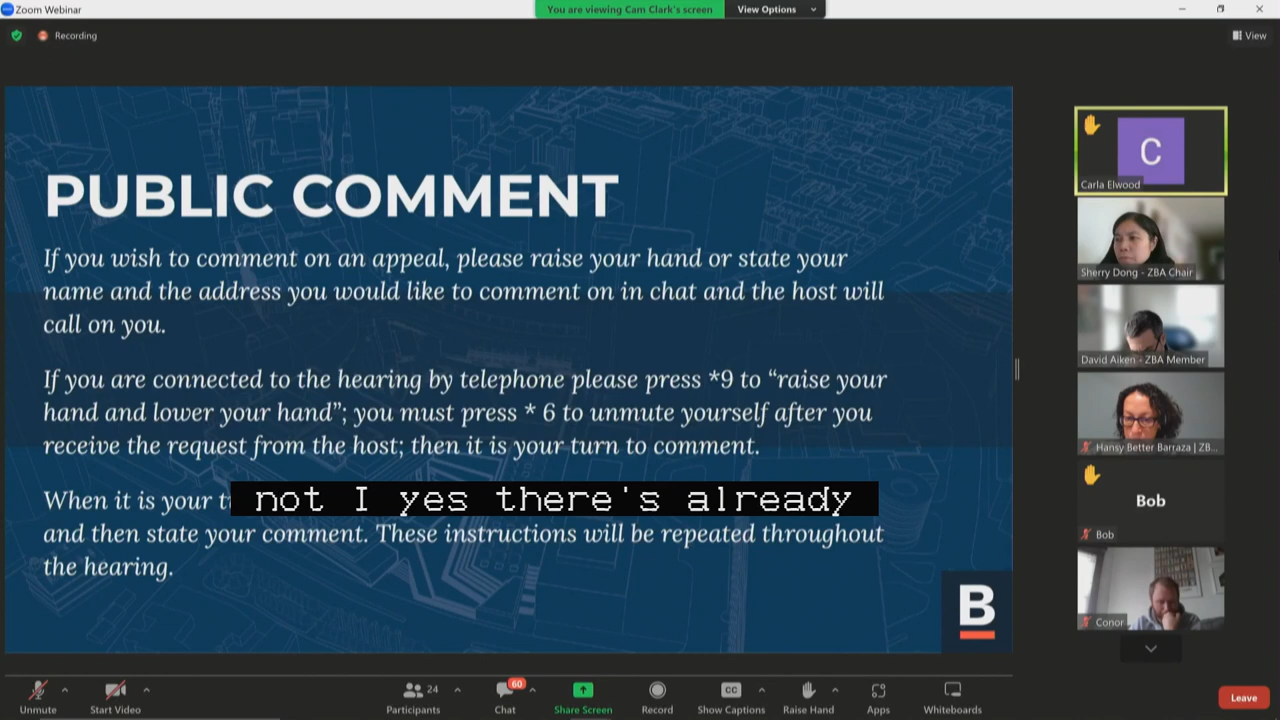 Zoom Webinar
You are viewing Cam Clark's screen
View Options
Recording
View
PUBLIC COMMENT
If you wish to comment on an appeal, please raise your hand or state your
name and the address you would like to comment on in chat and the host will
call on you.
If you are connected to the hearing by telephone please press *9 to “raise your
hand and lower your hand”; you must press * 6 to unmute yourself after you
receive the request from the host; then it is your turn to comment.
When it is your
not I yes there's already
and then state your comment. These instructions will be repeated throughout
the hearing.
B
C
Carla Elwood
Sherry Dong - ZBA Chair
David Aiken - ZBA Member
Hansy Better Barraza | ZB...
Bob
Bob
Conor
Unmute
Start Video
24
Participants
60
Chat
Share Screen
Record
CC
Show Captions
Raise Hand
Apps
Whiteboards
Leave